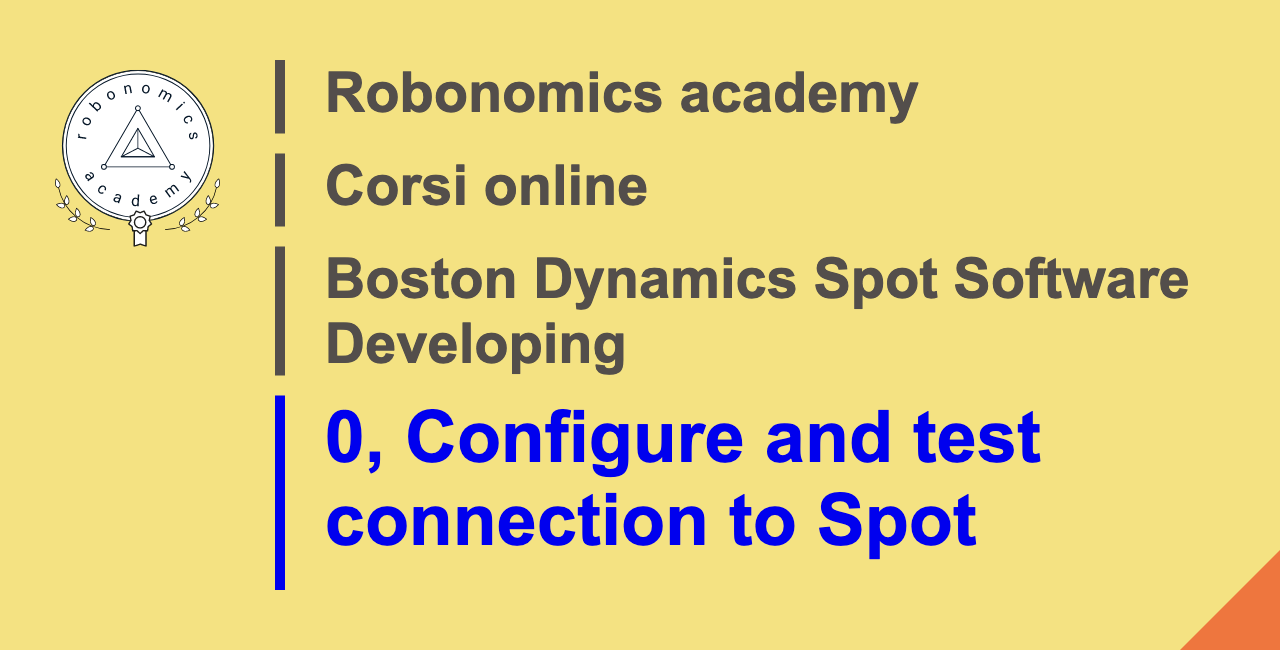 robonomics
academy
Robonomics academy
Corsi online
Boston Dynamics Spot Software
Developing
0, Configure and test
connection to Spot